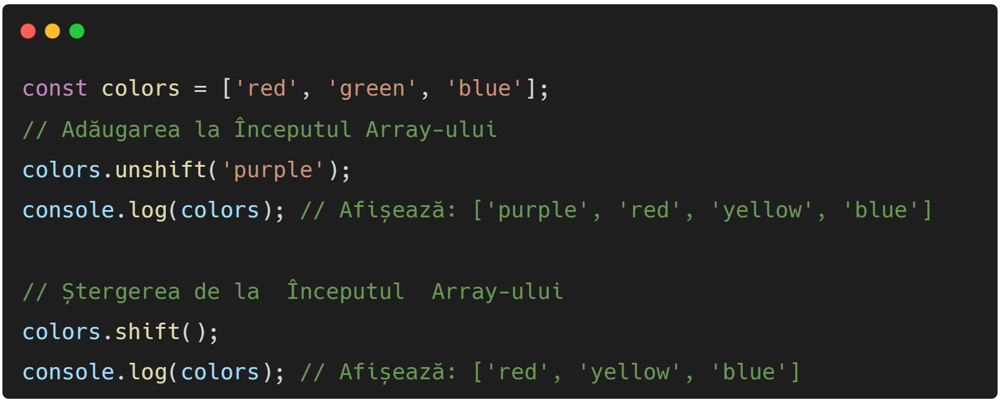 const colors = ['red', 'green', 'blue'];
// Adăugarea la Începutul Array-ului
colors.unshift('purple');
console.log(colors); // Afișează: ['purple', 'red', 'yellow', 'blue']
// Ștergerea de la  Începutul  Array-ului
colors.shift();
console.log(colors); // Afișează: ['red', 'yellow', 'blue']